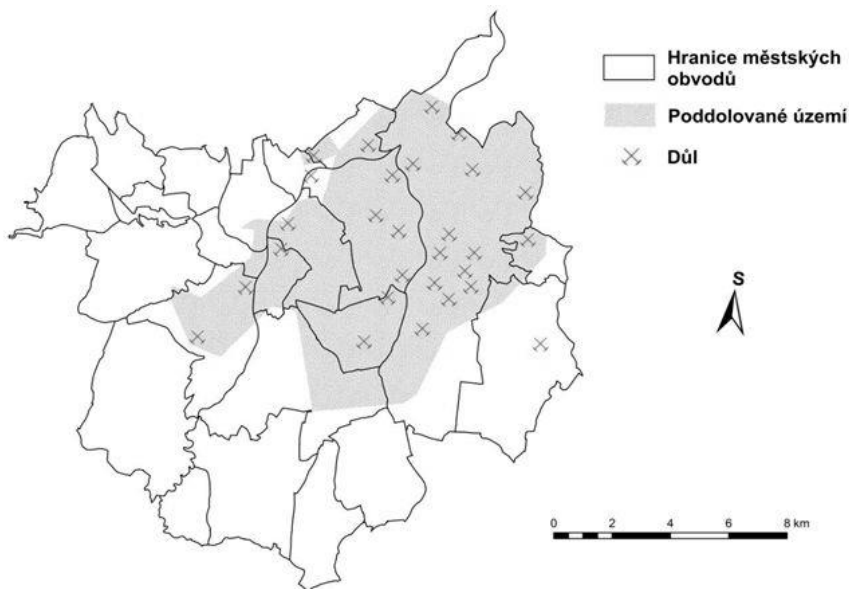 Hranice městských
obvodů
Poddolované území
Důl
S
0 2 4 6 8 km